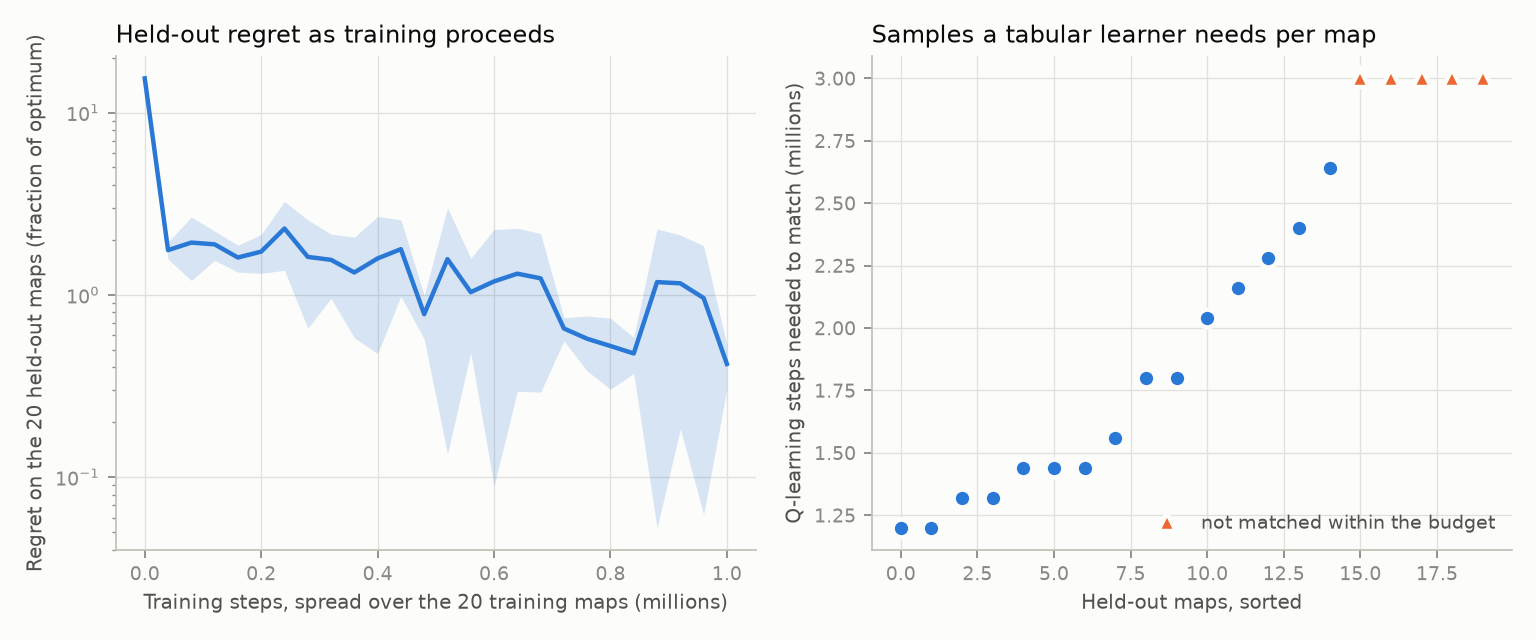 Held-out regret as training proceeds
Regret on the 20 held-out maps (fraction of optimum)
10¹
10⁰
10⁻¹
0.0 0.2 0.4 0.6 0.8 1.0
Training steps, spread over the 20 training maps (millions)
Samples a tabular learner needs per map
Q-learning steps needed to match (millions)
3.00
2.75
2.50
2.25
2.00
1.75
1.50
1.25
not matched within the budget
0.0 2.5 5.0 7.5 10.0 12.5 15.0 17.5
Held-out maps, sorted